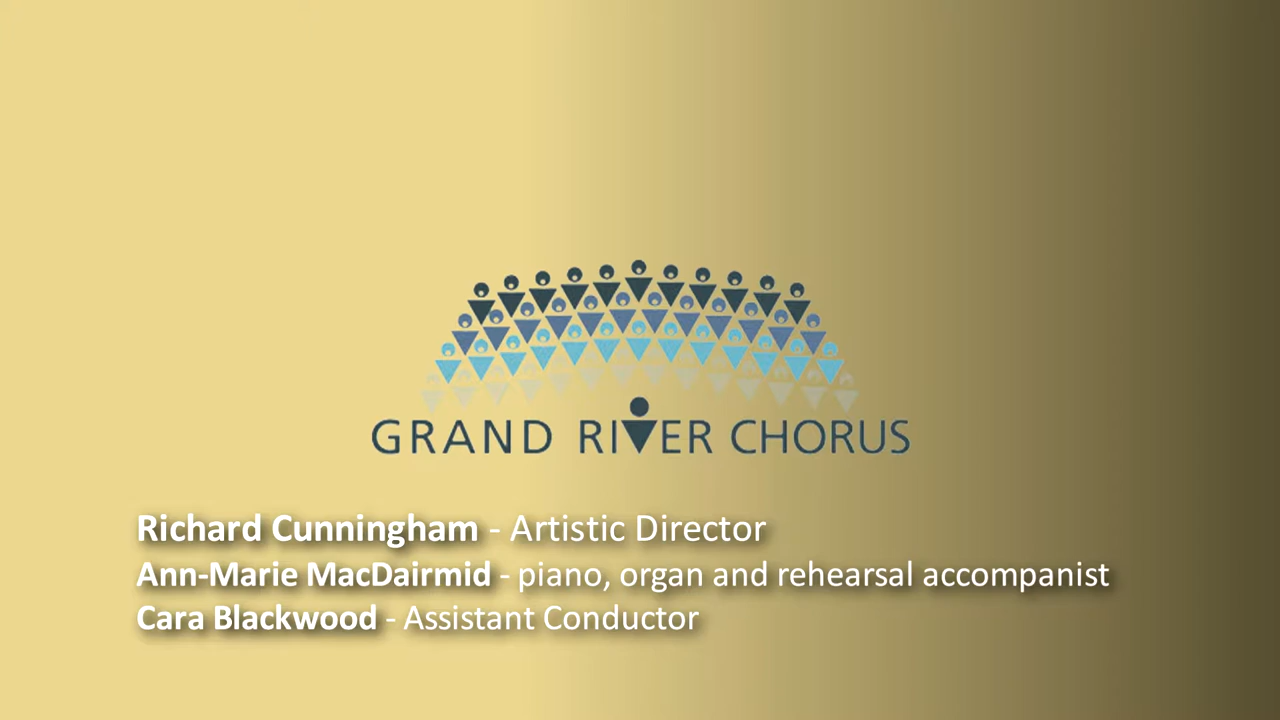 GRAND RIVER CHORUS
Richard Cunningham - Artistic Director
Ann-Marie MacDairmid - piano, organ and rehearsal accompanist
Cara Blackwood - Assistant Conductor